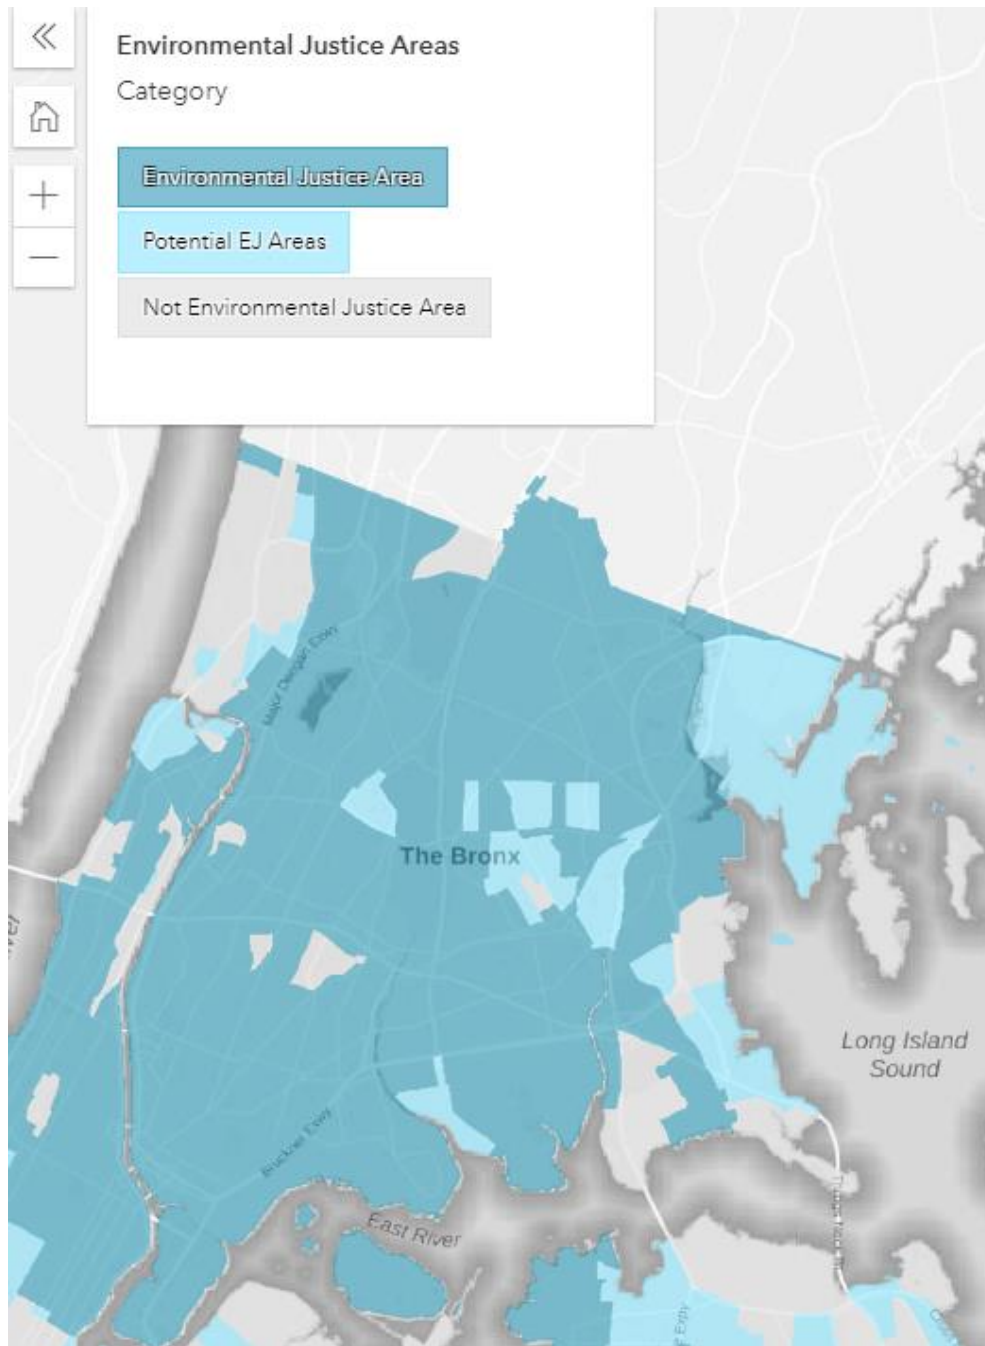 Environmental Justice Areas
Category
Environmental Justice Area
Potential EJ Areas
Not Environmental Justice Area
Major Deegan Expy
The Bronx
Long Island
Sound
Bruckner Expy
East River
Expy